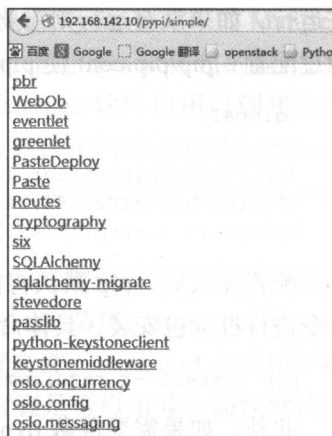 192.168.142.10/pypi/simple/
百度 Google Google 翻译 openstack Pytho
pbr
WebOb
eventlet
greenlet
PasteDeploy
Paste
Routes
cryptography
six
SQLAlchemy
sqlalchemy-migrate
stevedore
passlib
python-keystoneclient
keystonemiddleware
oslo.concurrency
oslo.config
oslo.messaging